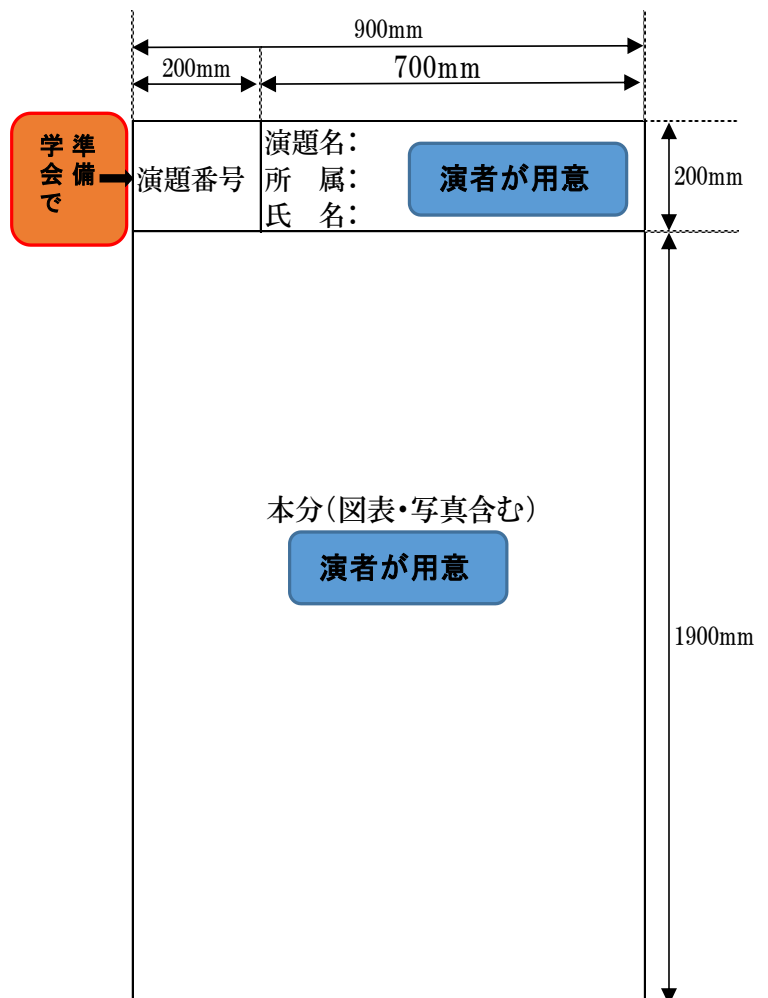 900mm
200mm
700mm
学会で
準備
演題番号
演題名：
所　属：
氏　名：
演者が用意
200mm
本分（図表・写真含む）
演者が用意
1900mm